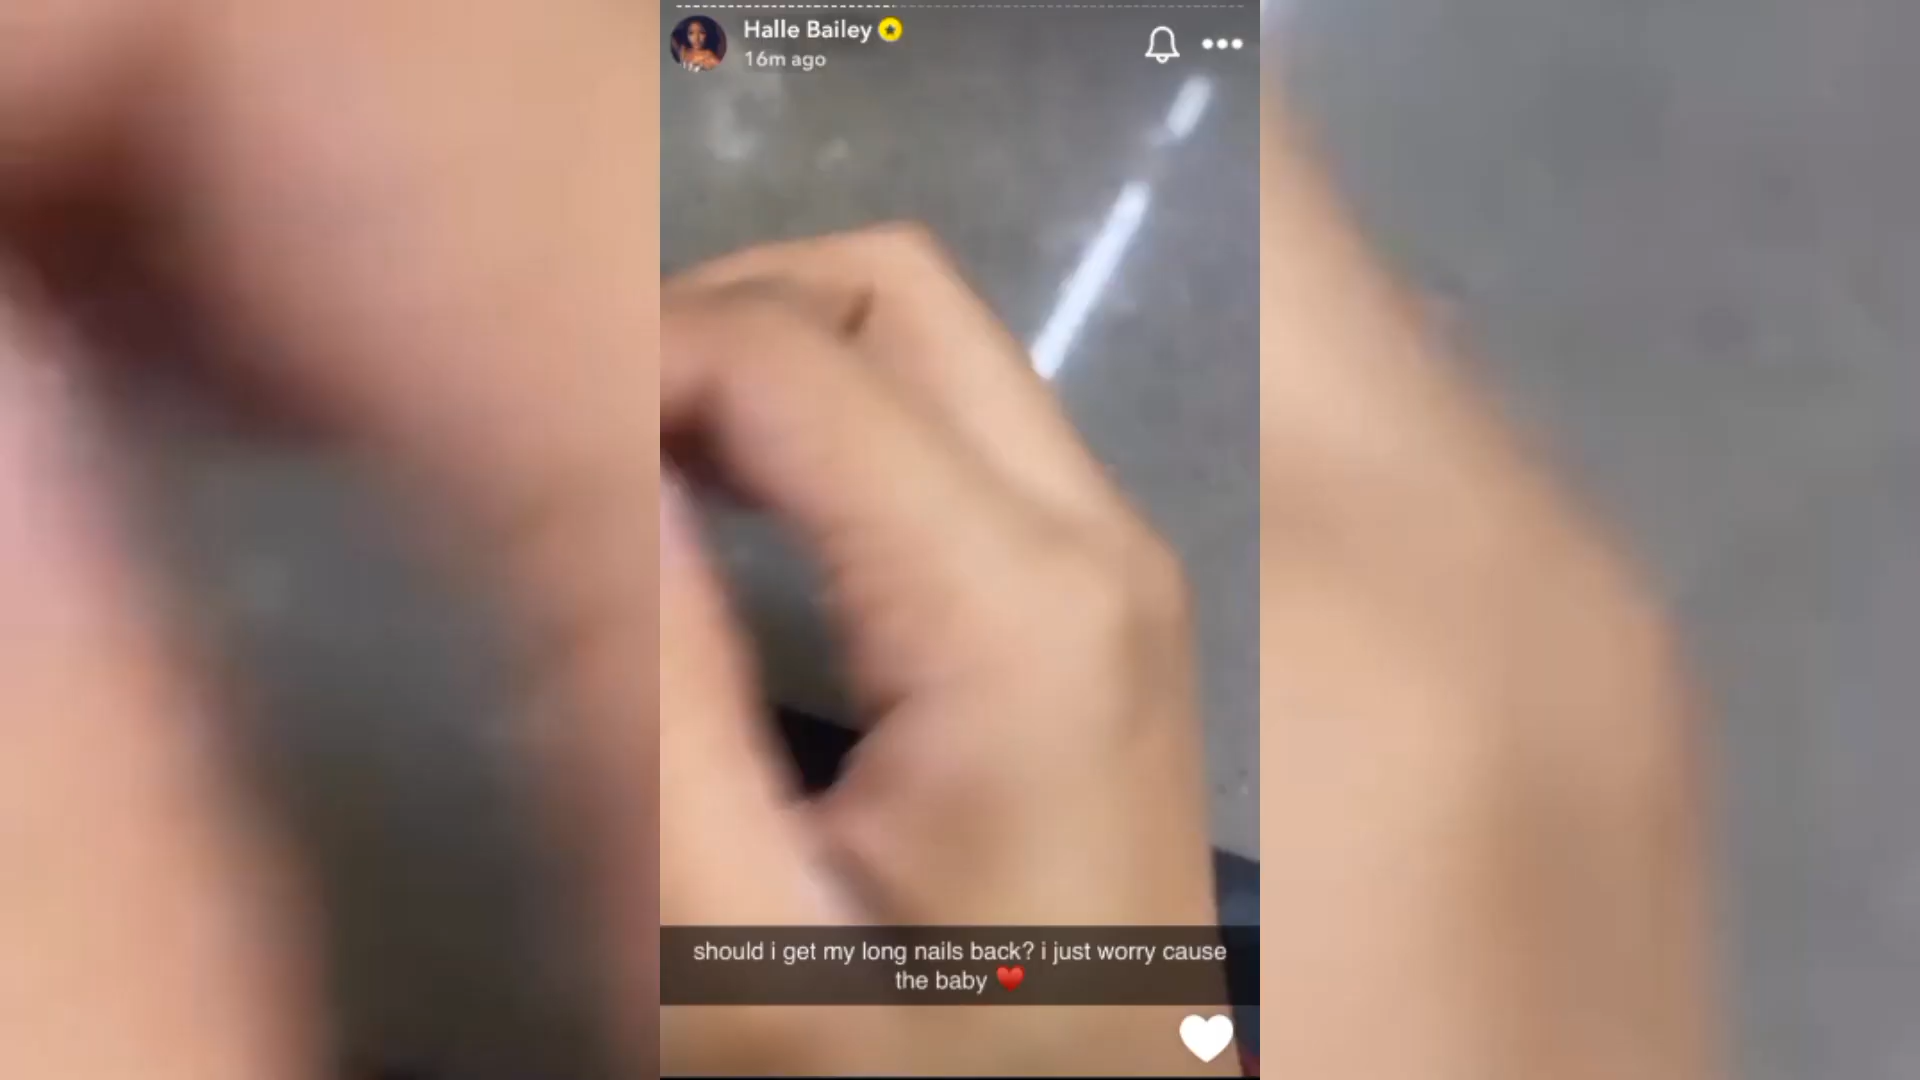 Halle Bailey
16m ago
should i get my long nails back? i just worry cause
the baby ❤️